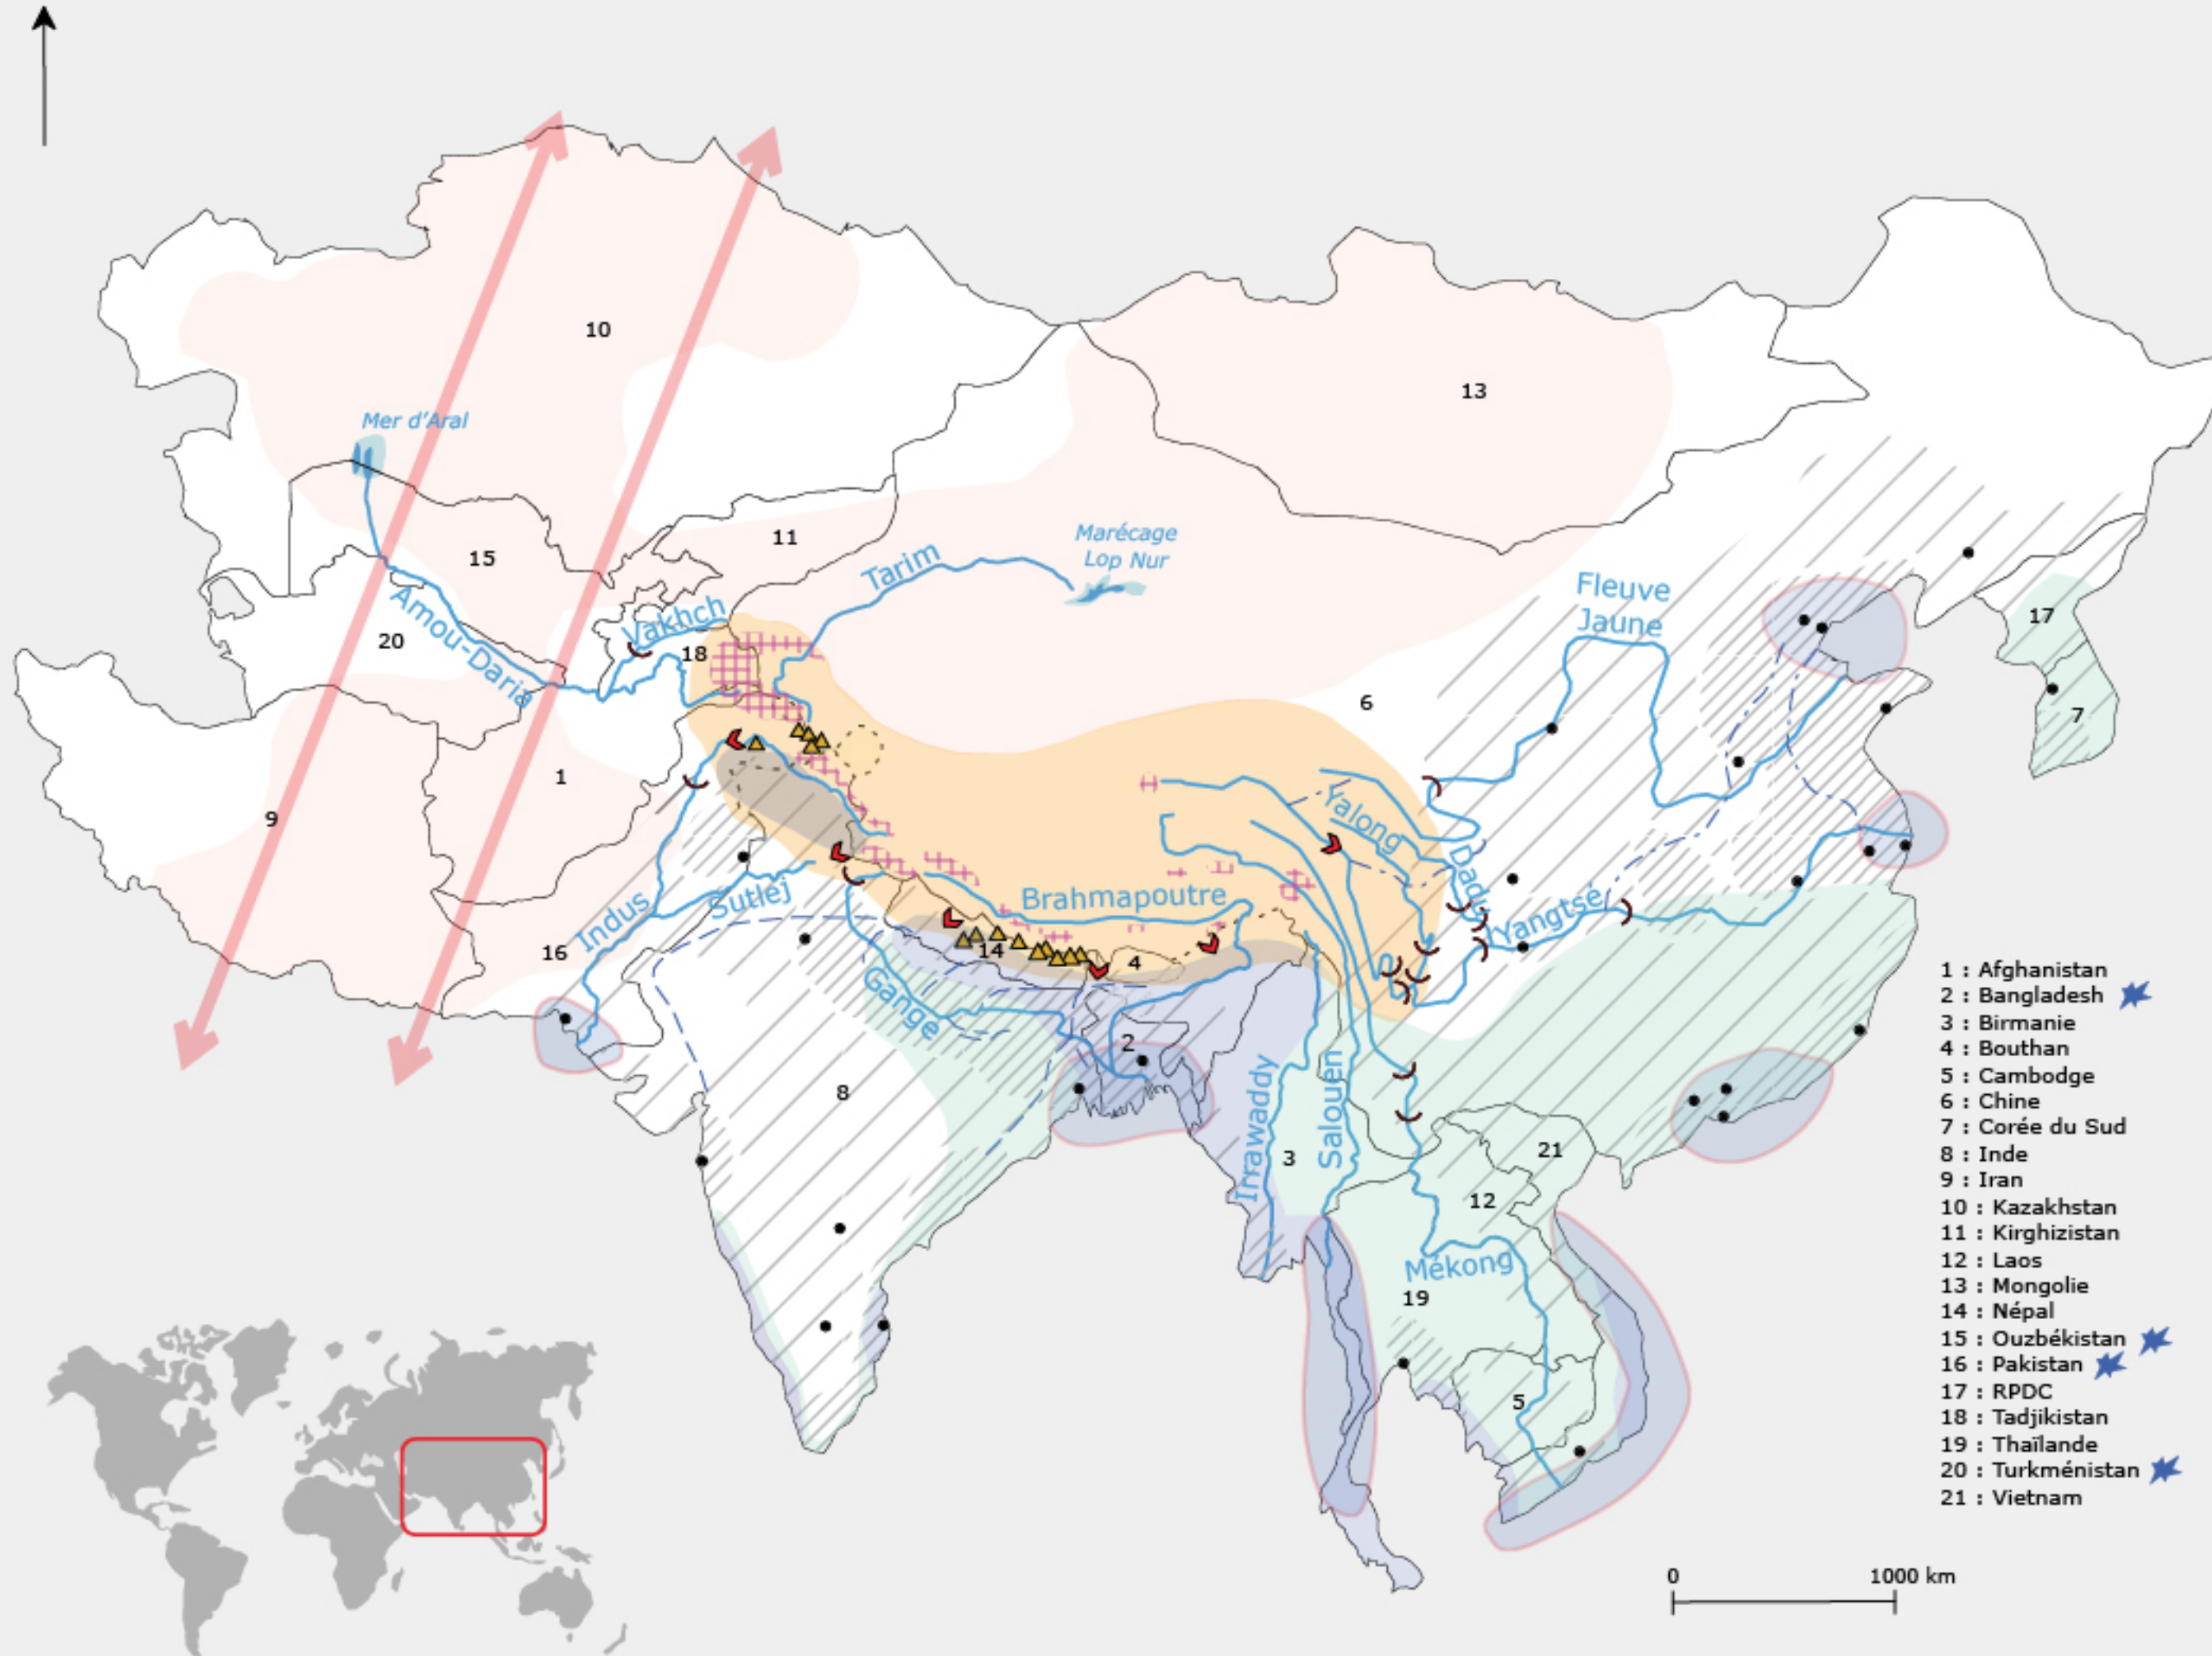 10
13
Mer d'Aral
11
Marécage
Lop Nur
15
Tarim
Fleuve
Jaune
Vakhch
17
Amou-Daria
20
18
6
7
1
9
Yalong
Dadu
Brahmapoutre
Sutlej
Indus
Yangtsé
16
14
4
Gange
2
8
Irrawaddy
Salouen
3
21
12
Mékong
19
5
1 : Afghanistan
2 : Bangladesh
3 : Birmanie
4 : Bouthan
5 : Cambodge
6 : Chine
7 : Corée du Sud
8 : Inde
9 : Iran
10 : Kazakhstan
11 : Kirghizistan
12 : Laos
13 : Mongolie
14 : Népal
15 : Ouzbékistan
16 : Pakistan
17 : RPDC
18 : Tadjikistan
19 : Thaïlande
20 : Turkménistan
21 : Vietnam
0 1000 km